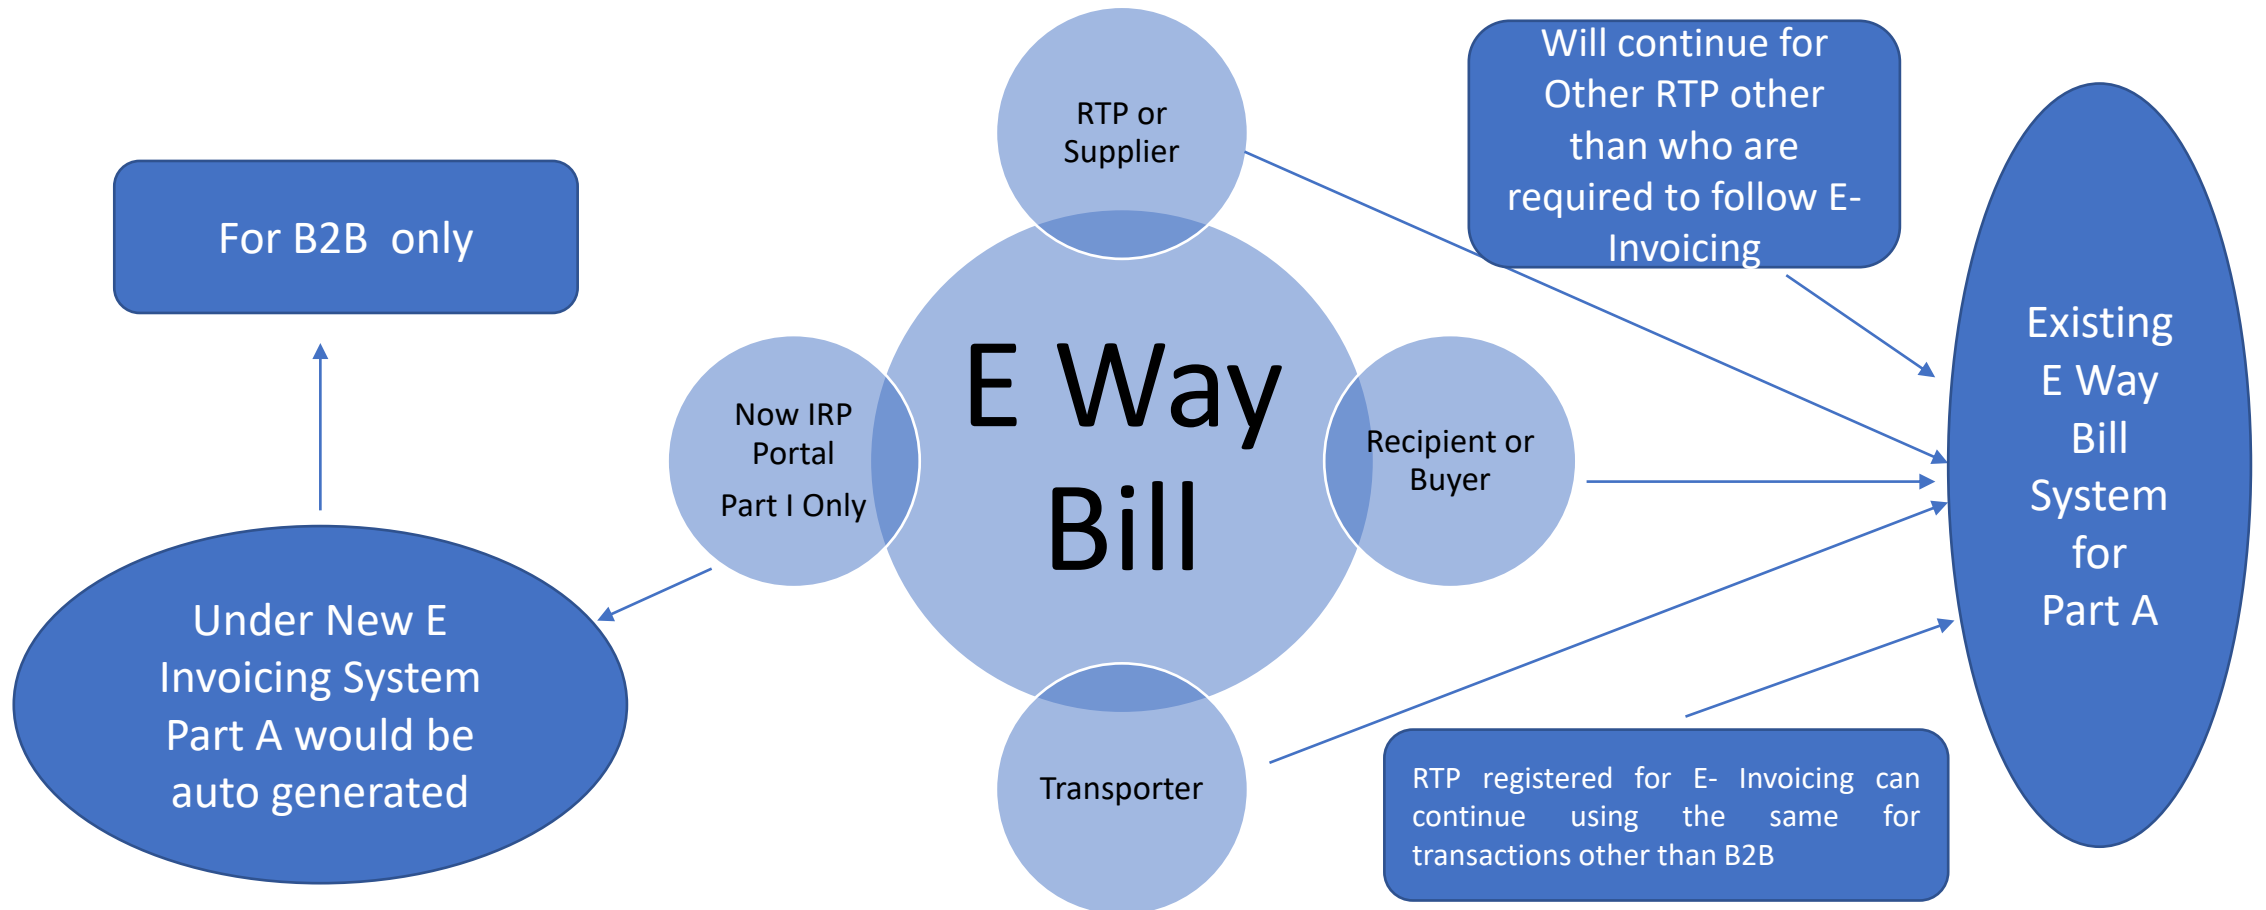 For B2B  only
Under New E
Invoicing System
Part A would be
auto generated
RTP or
Supplier
Now IRP
Portal
Part I Only
E Way
Bill
Recipient or
Buyer
Transporter
Will continue for
Other RTP other
than who are
required to follow E-
Invoicing
RTP registered for E- Invoicing can
continue using the same for
transactions other than B2B
Existing
E Way
Bill
System
for
Part A